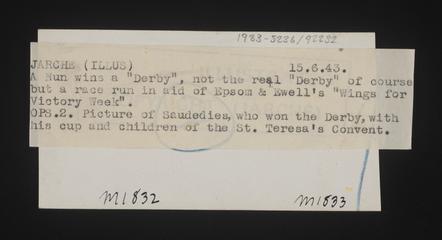 1983-5236/92232
JARCHE (ILLUS) 15.6.43.
A Nun wins a "Derby", not the real "Derby" of course
but a race run in aid of Epsom & Ewell's "Wings for
Victory Week".
OPS.2. Picture of Saudedies, who won the Derby, with
his cup and children of the St. Teresa's Convent.
M1832 M1833